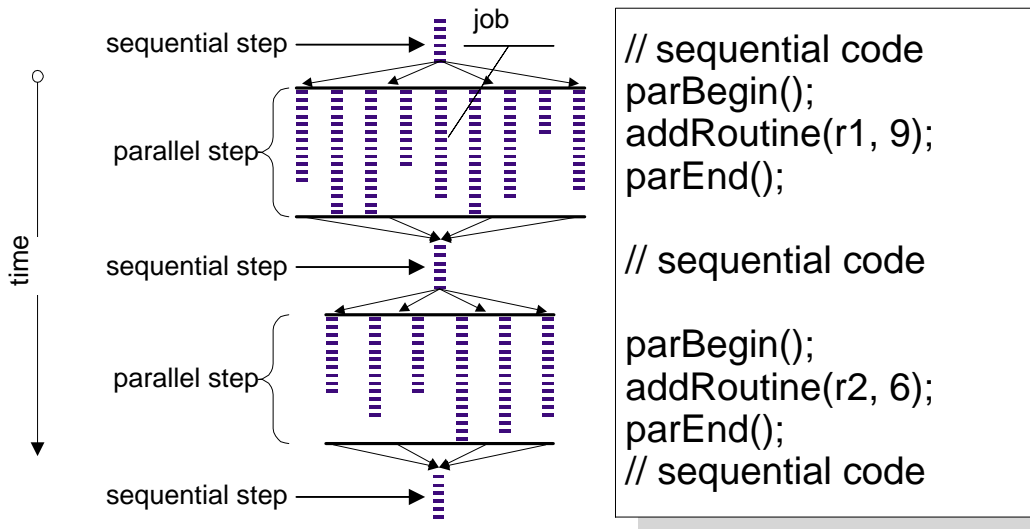 job
sequential step
parallel step
time
sequential step
parallel step
sequential step
// sequential code
parBegin();
addRoutine(r1, 9);
parEnd();
// sequential code
parBegin();
addRoutine(r2, 6);
parEnd();
// sequential code